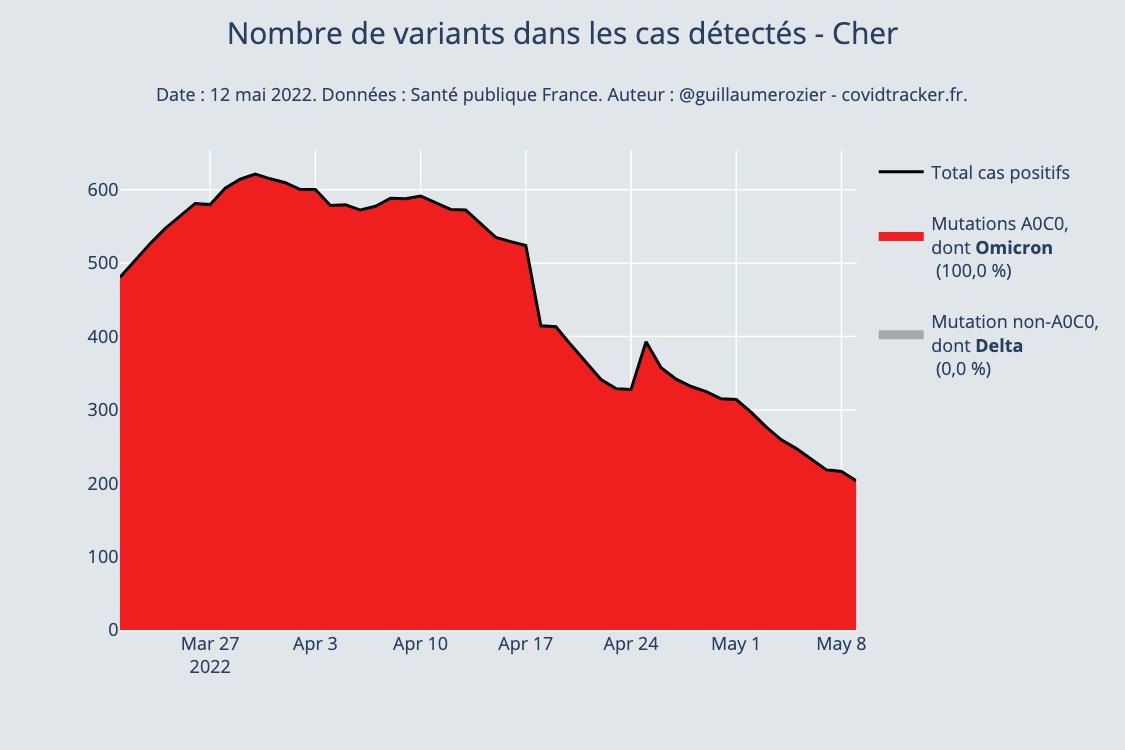 Nombre de variants dans les cas détectés - Cher
Date : 12 mai 2022. Données : Santé publique France. Auteur : @guillaumerozier - covidtracker.fr.
600
500
400
300
200
100
0
Mar 27
2022
Apr 3
Apr 10
Apr 17
Apr 24
May 1
May 8
Total cas positifs
Mutations A0C0,
dont Omicron
(100,0 %)
Mutation non-A0C0,
dont Delta
(0,0 %)